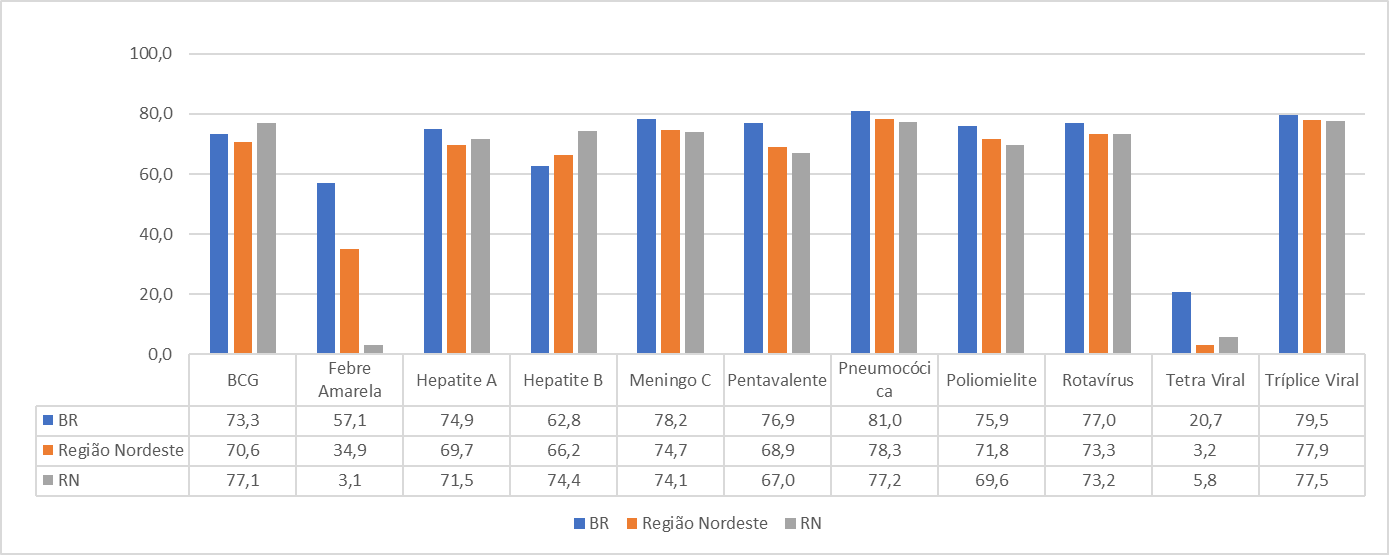 100,0
80,0
60,0
40,0
20,0
0,0
BCG Febre Amarela Hepatite A Hepatite B Meningo C Pentavalente Pneumocóci ca Poliomielite Rotavírus Tetra Viral Tríplice Viral
BR 73,3 57,1 74,9 62,8 78,2 76,9 81,0 75,9 77,0 20,7 79,5
Região Nordeste 70,6 34,9 69,7 66,2 74,7 68,9 78,3 71,8 73,3 3,2 77,9
RN 77,1 3,1 71,5 74,4 74,1 67,0 77,2 69,6 73,2 5,8 77,5
BR Região Nordeste RN